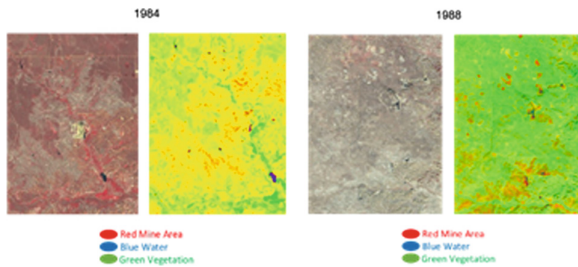 1984
1988
Red Mine Area
Blue Water
Green Vegetation
Red Mine Area
Blue Water
Green Vegetation